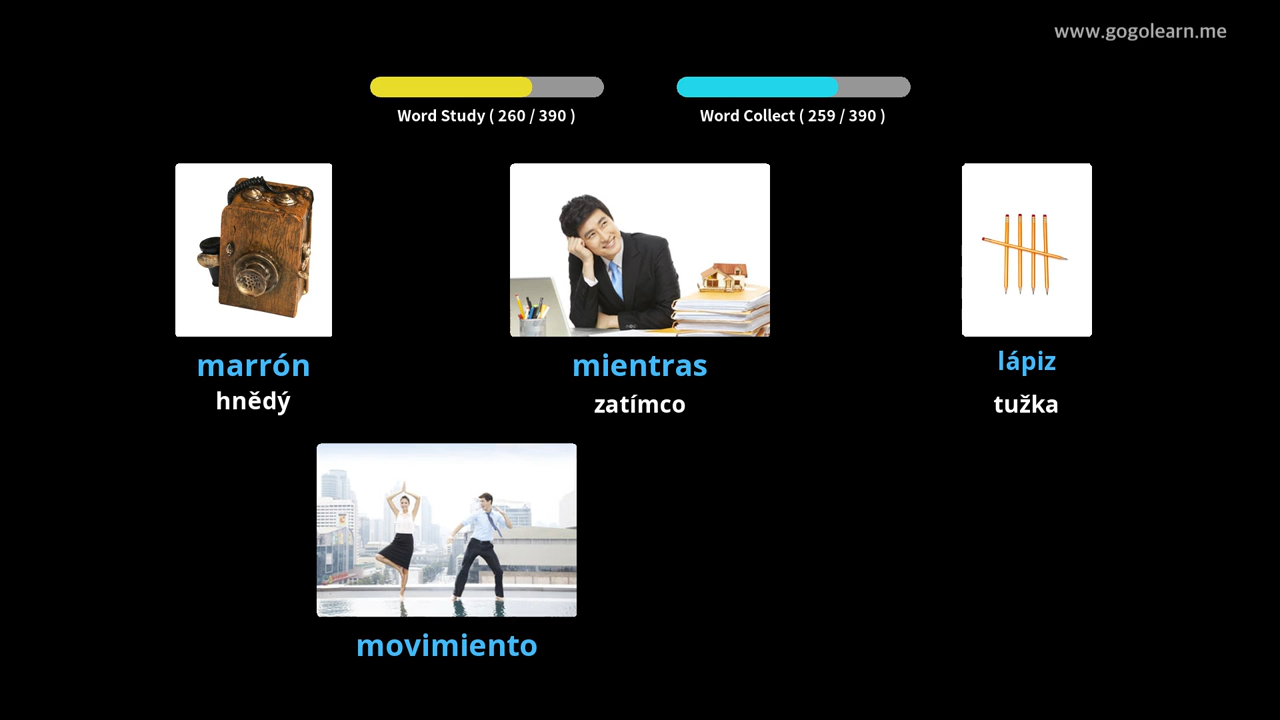 www.gogolearn.me
Word Study ( 260 / 390 )
Word Collect ( 259 / 390 )
marrón
hnědý
mientras
zatímco
lápiz
tužka
movimiento